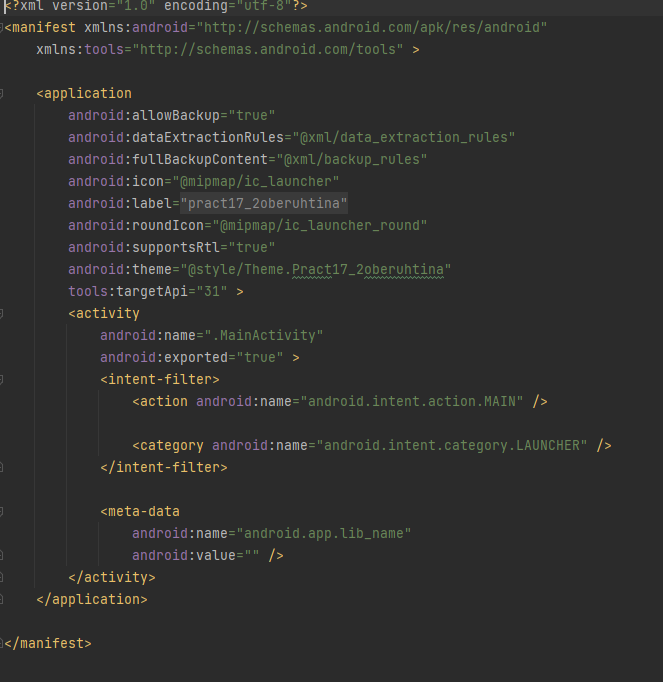 <?xml version="1.0" encoding="utf-8"?>
<manifest xmlns:android="http://schemas.android.com/apk/res/android"
    xmlns:tools="http://schemas.android.com/tools" >

    <application
        android:allowBackup="true"
        android:dataExtractionRules="@xml/data_extraction_rules"
        android:fullBackupContent="@xml/backup_rules"
        android:icon="@mipmap/ic_launcher"
        android:label="pract17_2oberuhtina"
        android:roundIcon="@mipmap/ic_launcher_round"
        android:supportsRtl="true"
        android:theme="@style/Theme.Pract17_2oberuhtina"
        tools:targetApi="31" >
        <activity
            android:name=".MainActivity"
            android:exported="true" >
            <intent-filter>
                <action android:name="android.intent.action.MAIN" />

                <category android:name="android.intent.category.LAUNCHER" />
            </intent-filter>

            <meta-data
                android:name="android.app.lib_name"
                android:value="" />
        </activity>
    </application>

</manifest>